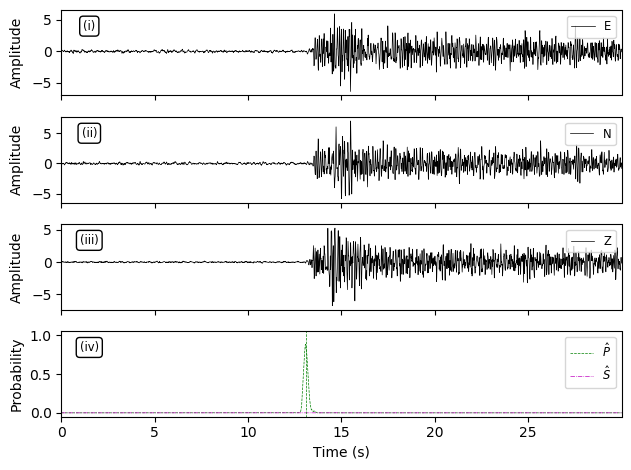 Amplitude
5
0
−5
(i)
E
Amplitude
5
0
−5
(ii)
N
Amplitude
5
0
−5
(iii)
Z
Probability
1.0
0.5
0.0
(iv)
P̂
Ŝ
0 5 10 15 20 25
Time (s)